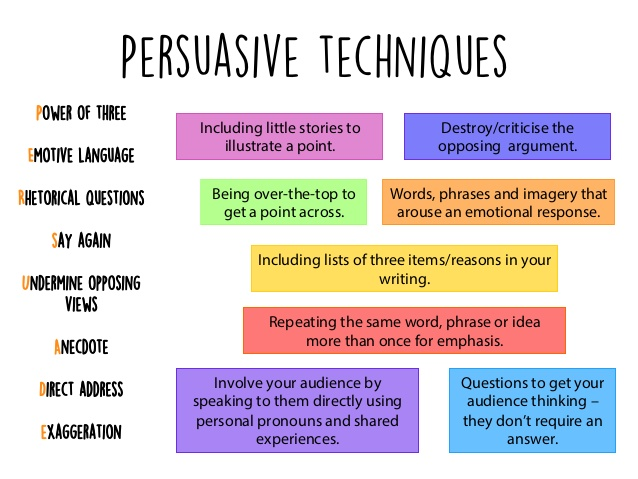 PERSUASIVE TECHNIQUES
POWER OF THREE
EMOTIVE LANGUAGE
RHETORICAL QUESTIONS
SAY AGAIN
UNDERMINE OPPOSING
VIEWS
ANECDOTE
DIRECT ADDRESS
EXAGGERATION
Including little stories to
illustrate a point.
Destroy/criticise the
opposing argument.
Being over-the-top to
get a point across.
Words, phrases and imagery that
arouse an emotional response.
Including lists of three items/reasons in your
writing.
Repeating the same word, phrase or idea
more than once for emphasis.
Involve your audience by
speaking to them directly using
personal pronouns and shared
experiences.
Questions to get your
audience thinking –
they don't require an
answer.